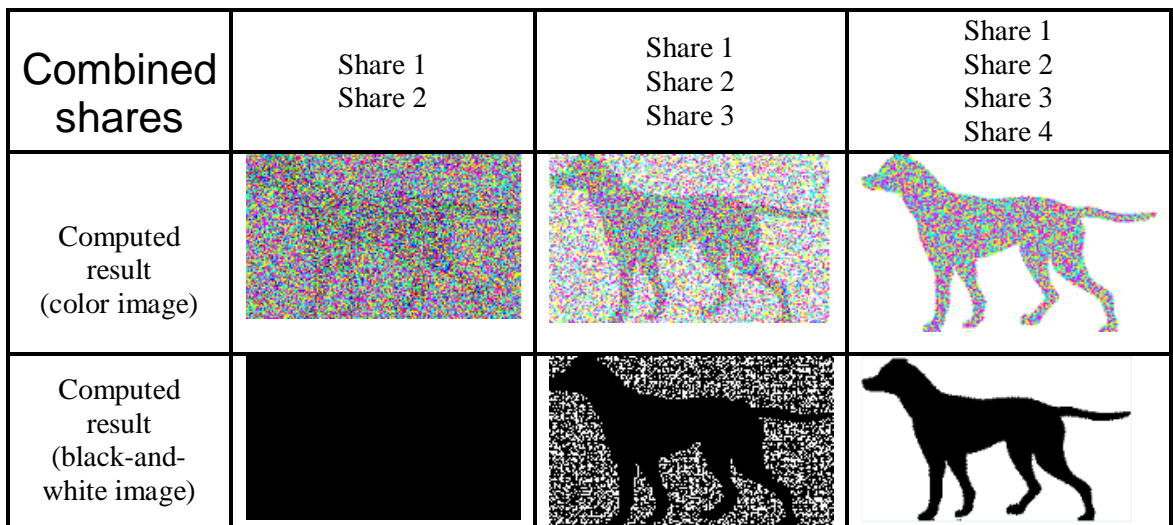 Combined
shares
Share 1
Share 2
Share 1
Share 2
Share 3
Share 1
Share 2
Share 3
Share 4
Computed
result
(color image)
Computed
result
(black-and-
white image)